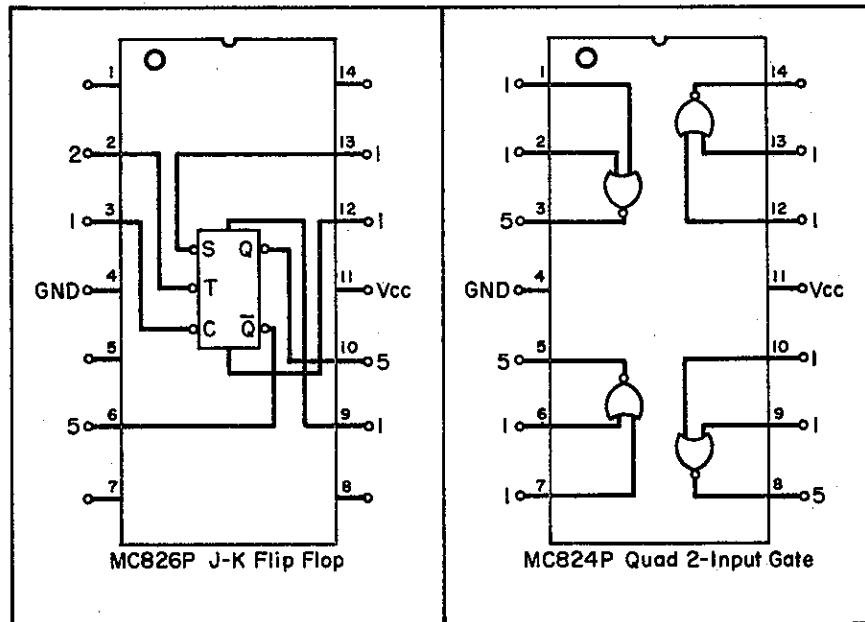 1 14
2 2 13 1
1 3 12 1
S Q
GND 4 T 11 Vcc
C Q̅
5 10 5
5 6 9 1
7 8
MC826P J-K Flip Flop
1 1 14
1 2 13 1
5 3 12 1
GND 4 11 Vcc
5 5 10 1
1 6 9 1
1 7 8 5
MC824P Quad 2-Input Gate